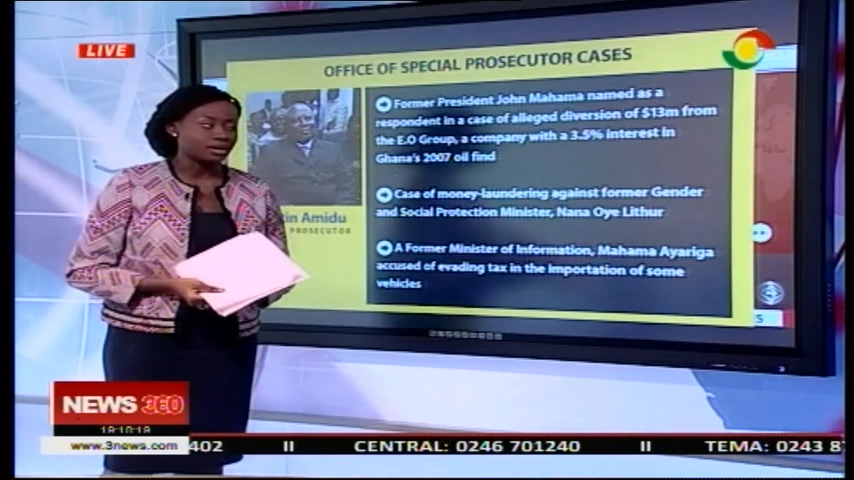 LIVE
OFFICE OF SPECIAL PROSECUTOR CASES
Former President John Mahama named as a
respondent in a case of alleged diversion of $13m from
the E.O Group, a company with a 3.5% interest in
Ghana's 2007 oil find
Case of money-laundering against former Gender
and Social Protection Minister, Nana Oye Lithur
A Former Minister of Information, Mahama Ayariga
accused of evading tax in the importation of some
vehicles
tin Amidu
PROSECUTOR
NEWS 360
18:10:18
www.3news.com
402 II CENTRAL: 0246 701240 II TEMA: 0243 8